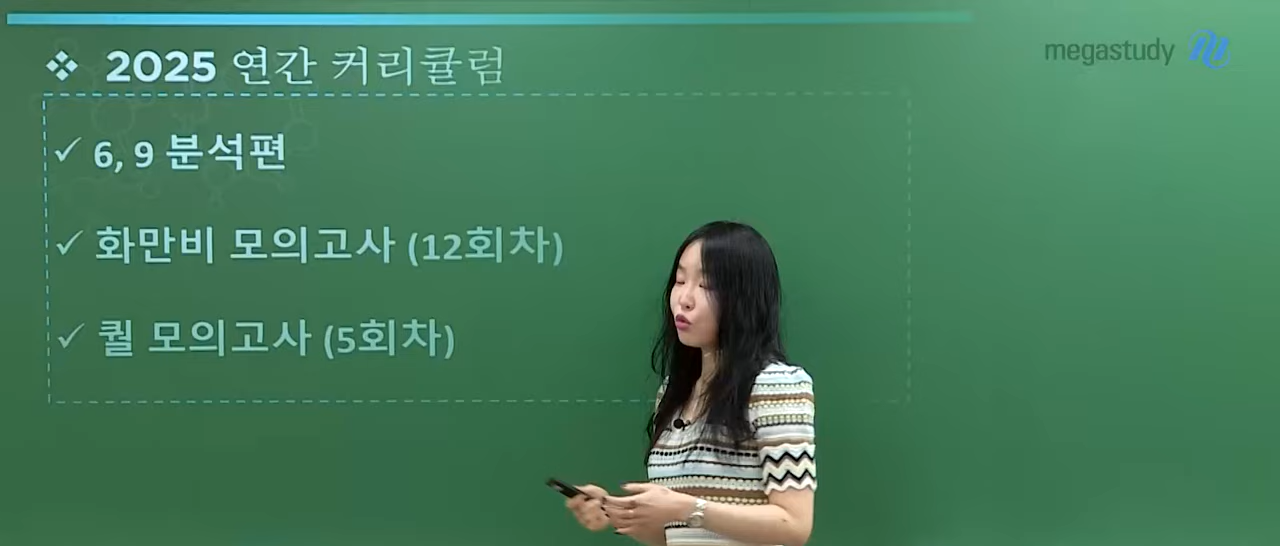 ❖ 2025 연간 커리큘럼
megastudy
✓ 6, 9 분석편
✓ 화만비 모의고사 (12회차)
✓ 퀄 모의고사 (5회차)